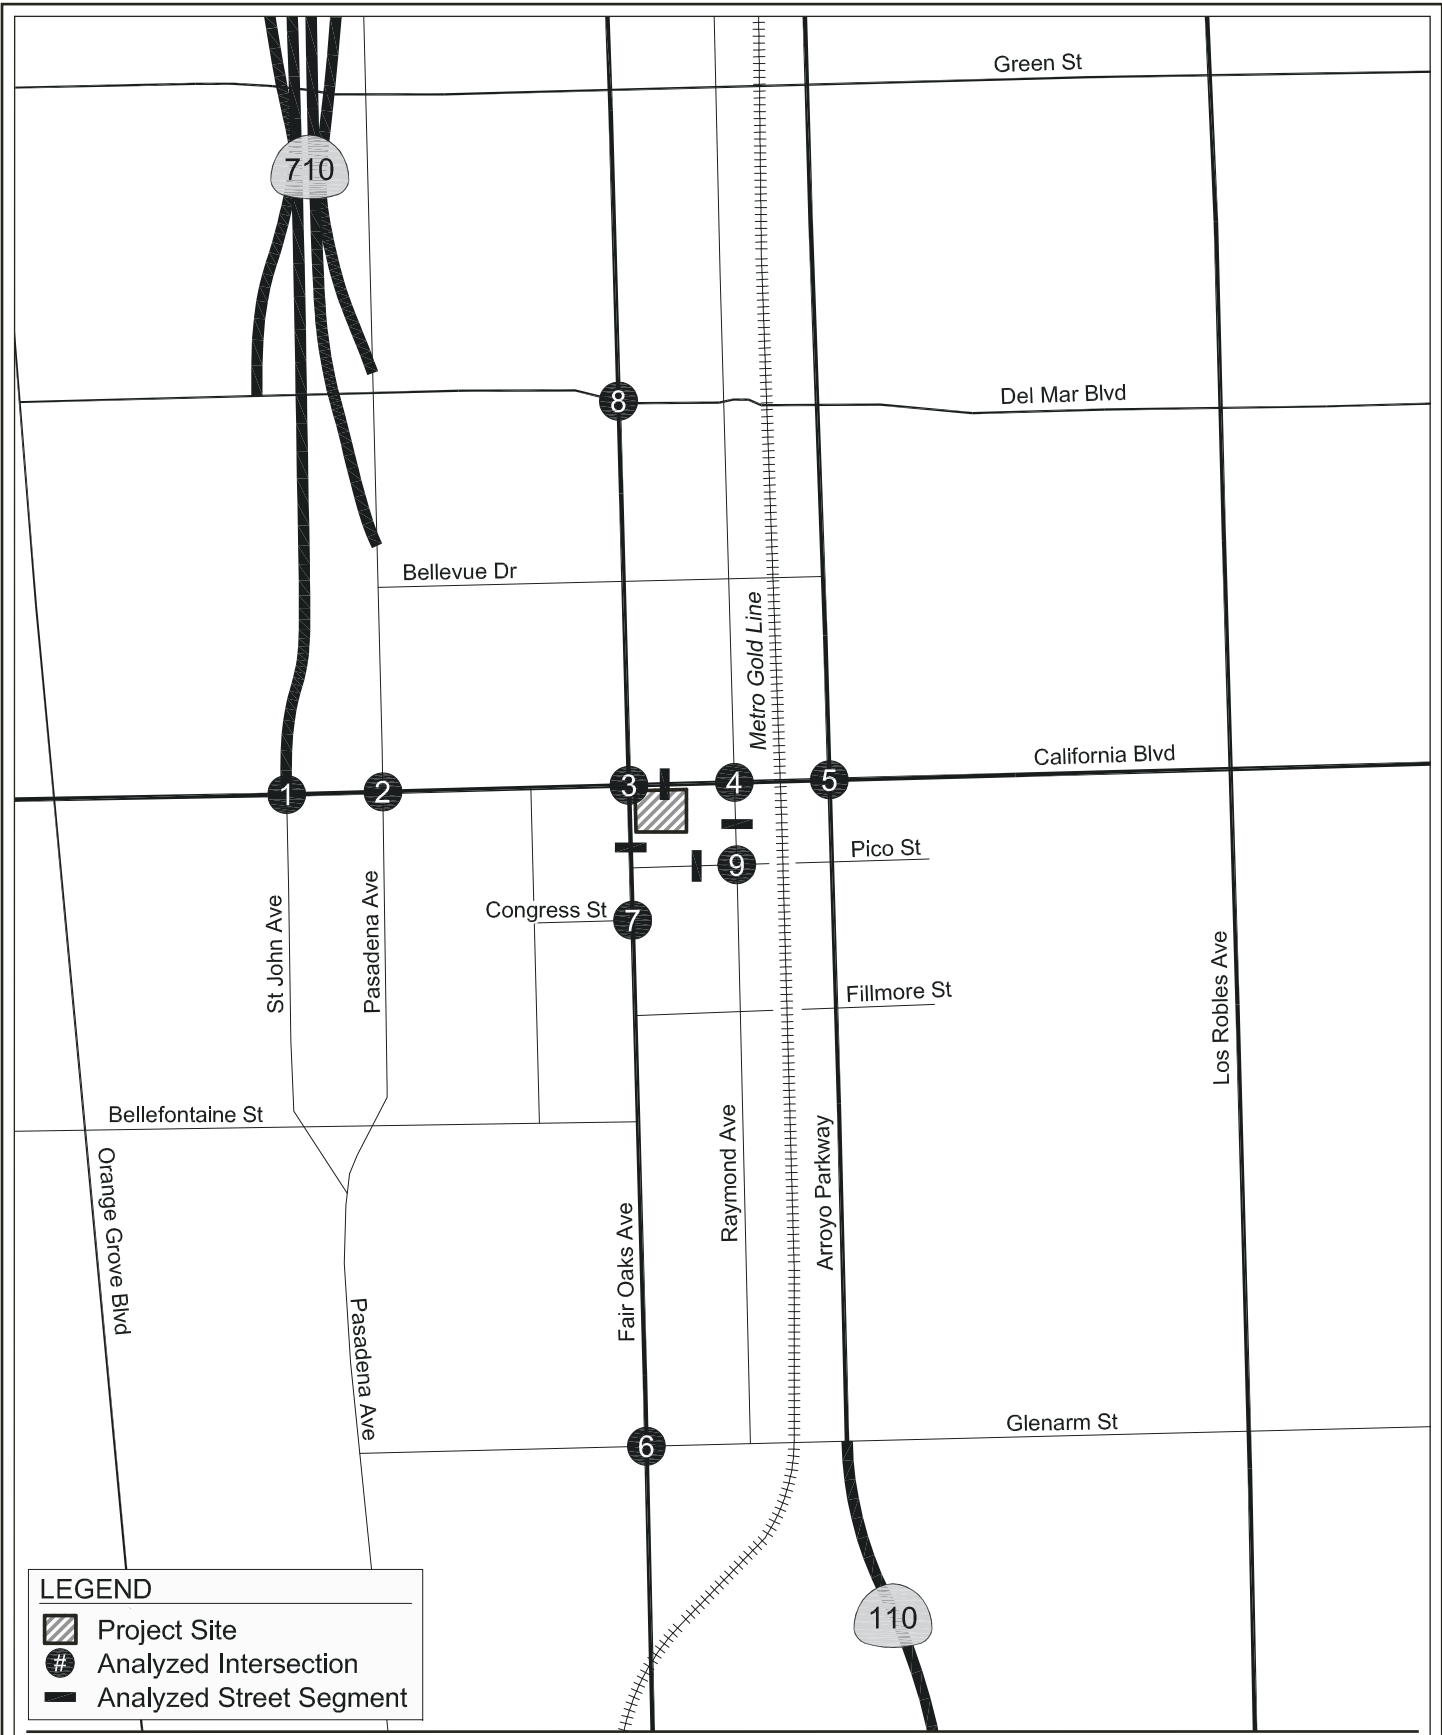 Green St
710
8
Del Mar Blvd
Bellevue Dr
Metro Gold Line
California Blvd
1
2
3
4
5
Pico St
9
Congress St
7
St John Ave
Pasadena Ave
Fillmore St
Los Robles Ave
Bellefontaine St
Orange Grove Blvd
Raymond Ave
Arroyo Parkway
Fair Oaks Ave
Pasadena Ave
Glenarm St
6
110
LEGEND
Project Site
# Analyzed Intersection
Analyzed Street Segment